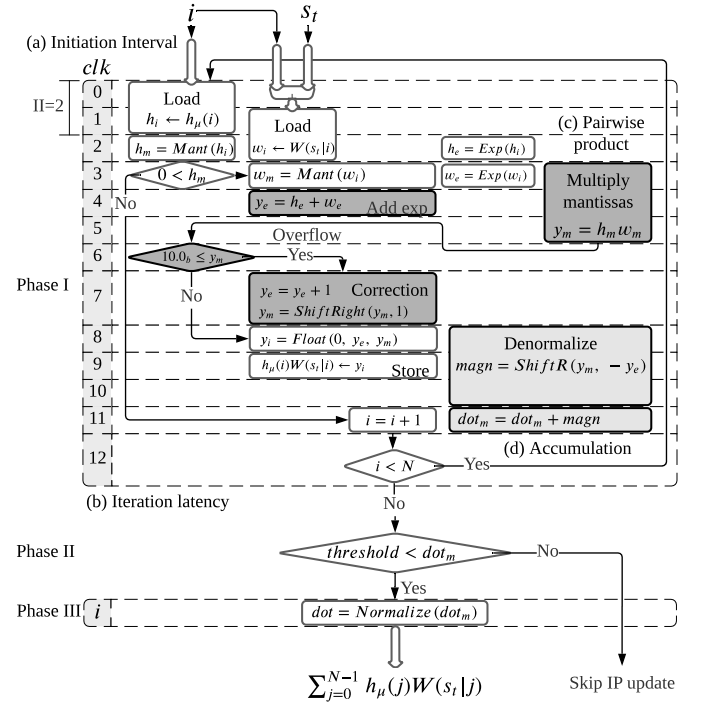 i
s_t
(a) Initiation Interval
clk
0
II=2
Load
h_i ← h_μ(i)
1
Load
w_i ← W(s_t|i)
(c) Pairwise
product
2
h_m = Mant(h_i)
h_e = Exp(h_i)
3
0 < h_m
w_m = Mant(w_i)
w_e = Exp(w_i)
No
4
y_e = h_e + w_e
Add exp
Multiply
mantissas
y_m = h_m w_m
5
Overflow
6
10.0_b ≤ y_m
Yes
Phase I
No
7
y_e = y_e + 1
Correction
y_m = ShiftRight(y_m, 1)
8
y_i = Float(0, y_e, y_m)
Denormalize
magn = ShiftR(y_m, − y_e)
9
h_μ(i)W(s_t|i) ← y_i
Store
10
11
i = i + 1
dot_m = dot_m + magn
(d) Accumulation
12
i < N
Yes
(b) Iteration latency
No
Phase II
threshold < dot_m
No
Yes
Phase III
i
dot = Normalize(dot_m)
∑_{j=0}^{N−1} h_μ(j)W(s_t|j)
Skip IP update